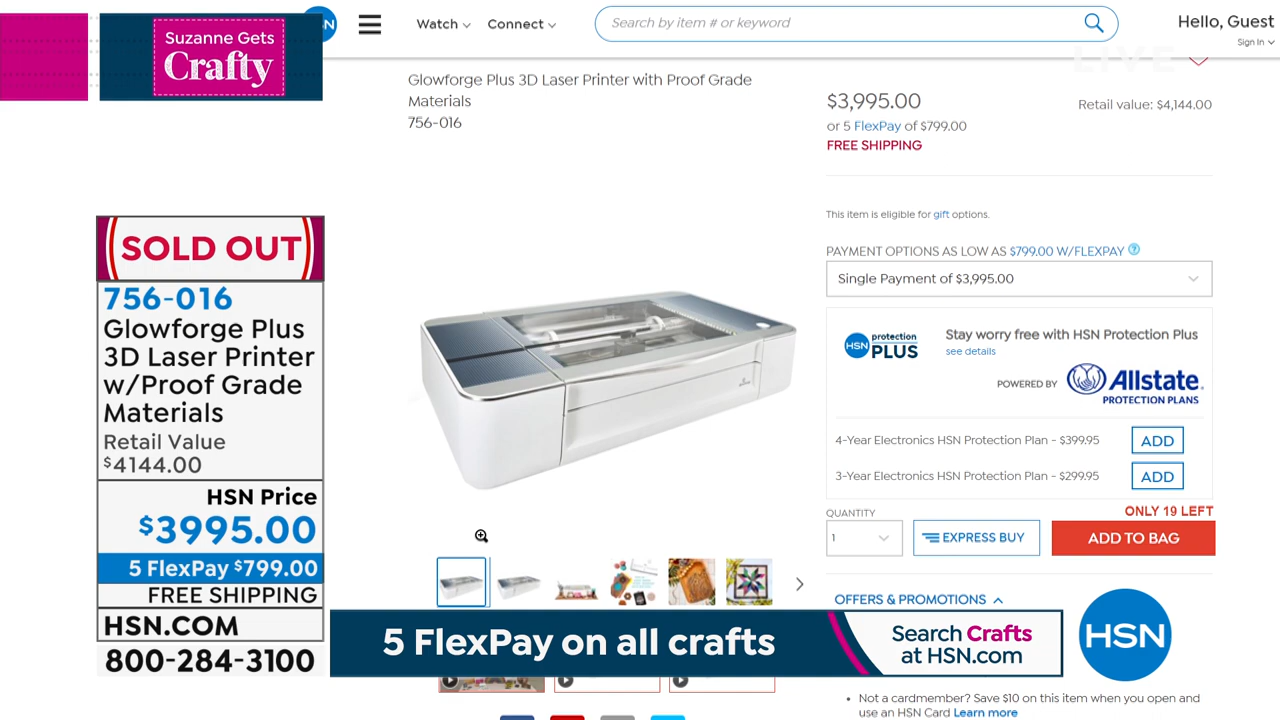 Suzanne Gets
Crafty
SN
Watch
Connect
Search by item # or keyword
Hello, Guest
Sign In
LIVE
Glowforge Plus 3D Laser Printer with Proof Grade
Materials
756-016
$3,995.00
Retail value: $4,144.00
or 5 FlexPay of $799.00
FREE SHIPPING
This item is eligible for gift options.
PAYMENT OPTIONS AS LOW AS $799.00 W/FLEXPAY ?
Single Payment of $3,995.00
HSN protection
PLUS
Stay worry free with HSN Protection Plus
see details
POWERED BY Allstate.
PROTECTION PLANS
4-Year Electronics HSN Protection Plan - $399.95 ADD
3-Year Electronics HSN Protection Plan - $299.95 ADD
QUANTITY
ONLY 19 LEFT
1
EXPRESS BUY
ADD TO BAG
OFFERS & PROMOTIONS
Not a cardmember? Save $10 on this item when you open and
use an HSN Card Learn more
SOLD OUT
756-016
Glowforge Plus
3D Laser Printer
w/Proof Grade
Materials
Retail Value
$4144.00
HSN Price
$3995.00
5 FlexPay $799.00
FREE SHIPPING
HSN.COM
800-284-3100
5 FlexPay on all crafts
Search Crafts
at HSN.com
HSN